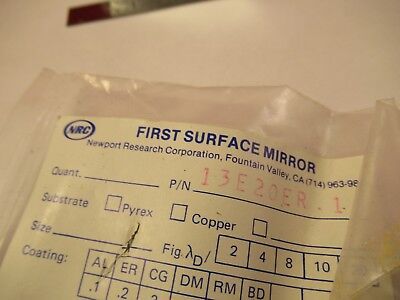 NRC
FIRST SURFACE MIRROR
Newport Research Corporation, Fountain Valley, CA (714) 963-98
Quant. P/N 13E20ER.1
Substrate Pyrex Copper
Size Fig. λD/ 2 4 8 10
Coating: AL ER CG DM RM BD
.1 .2